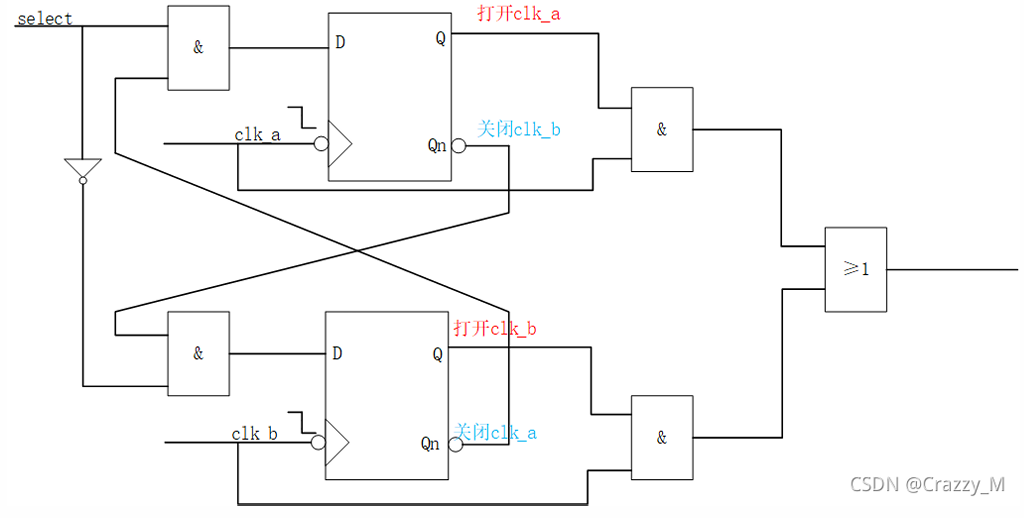 select
&
D
Q
打开clk_a
clk_a
Qn
关闭clk_b
&
≥1
&
D
Q
打开clk_b
clk_b
Qn
关闭clk_a
&
CSDN @Crazzy_M